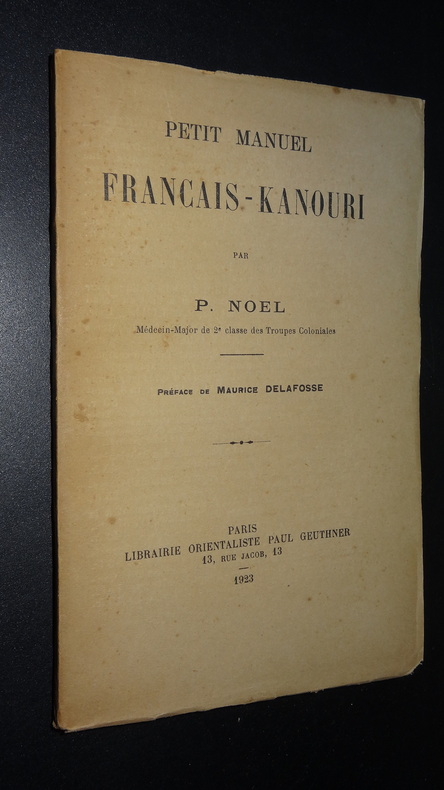 PETIT MANUEL
FRANCAIS-KANOURI
PAR
P. NOEL
Médecin-Major de 2e classe des Troupes Coloniales
PRÉFACE DE MAURICE DELAFOSSE
PARIS
LIBRAIRIE ORIENTALISTE PAUL GEUTHNER
13, RUE JACOB, 13
1923